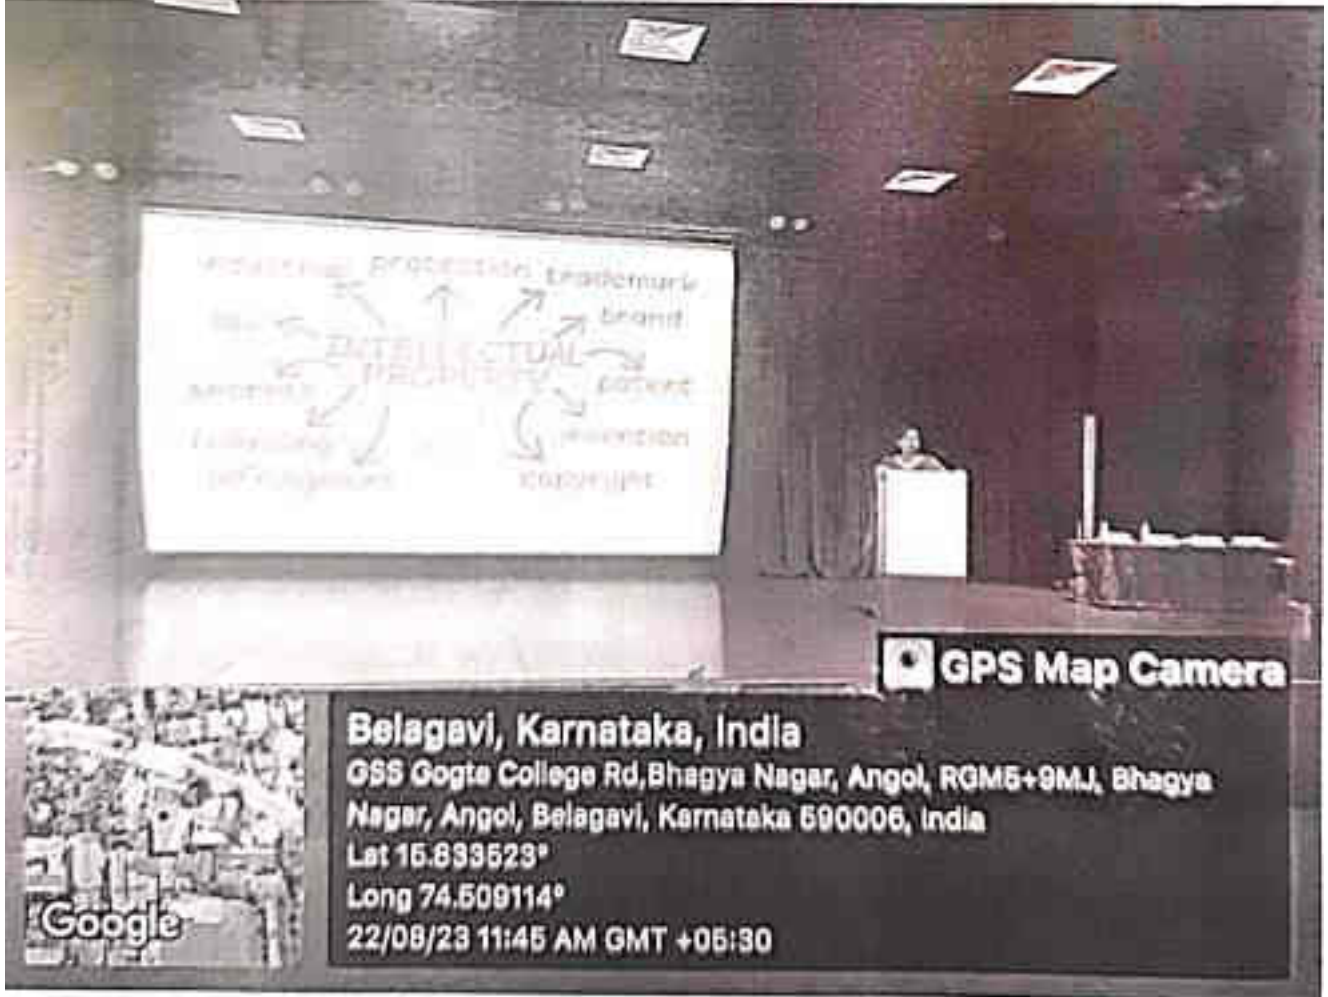 protection trademark
brand
INTELLECTUAL
PROPERTY
patent
invention
copyright
GPS Map Camera
Belagavi, Karnataka, India
GSS Gogte College Rd,Bhagya Nagar, Angol, RGM5+9MJ, Bhagya
Nagar, Angol, Belagavi, Karnataka 590006, India
Lat 15.833523°
Long 74.509114°
22/08/23 11:45 AM GMT +05:30
Google